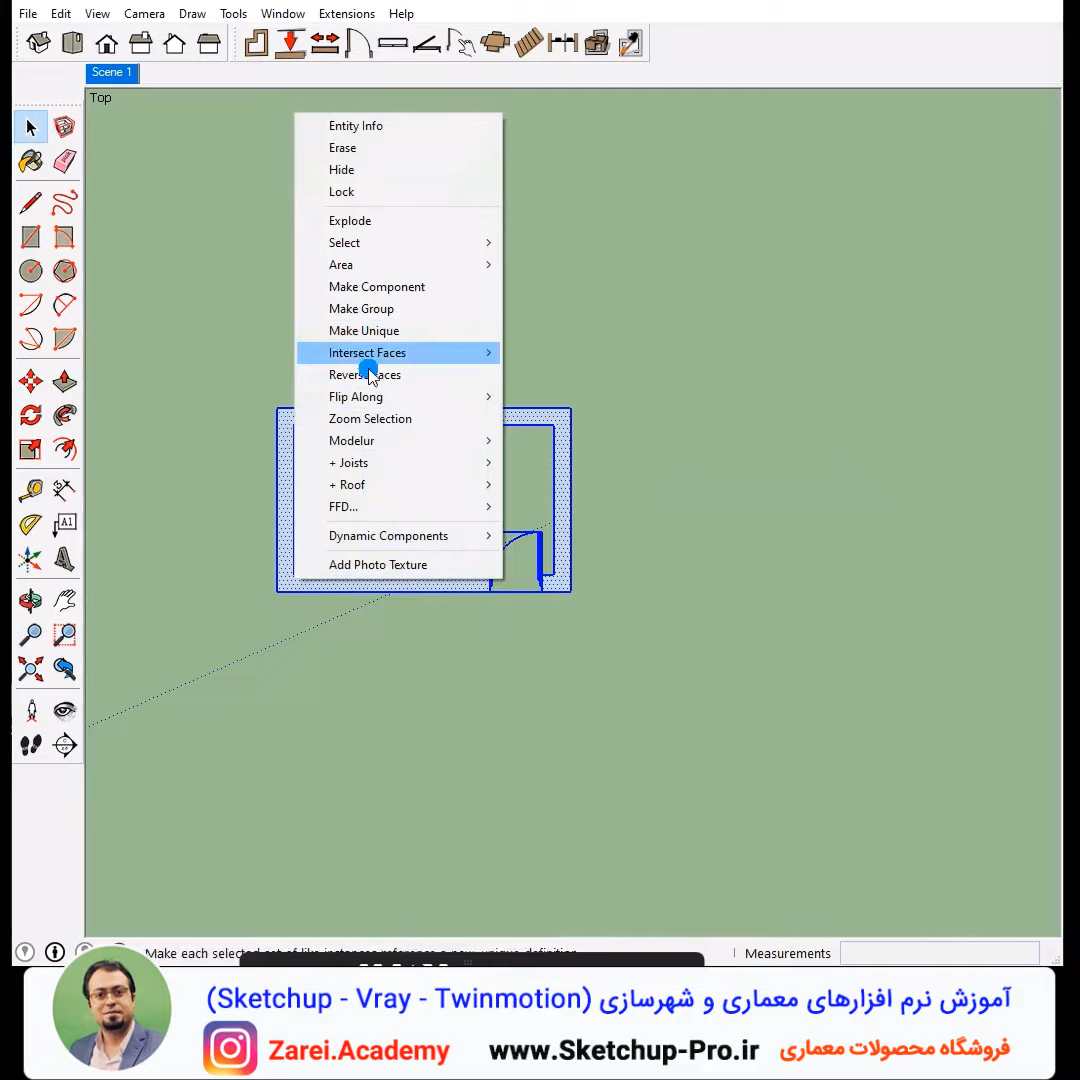 File Edit View Camera Draw Tools Window Extensions Help
Scene 1
Top
Entity Info
Erase
Hide
Lock
Explode
Select
Area
Make Component
Make Group
Make Unique
Intersect Faces
Reverse Faces
Flip Along
Zoom Selection
Modelur
+ Joists
+ Roof
FFD...
Dynamic Components
Add Photo Texture
A1
Make each selected set of like instances reference a new, unique definition
Measurements
آموزش نرم افزارهای معماری و شهرسازی (Sketchup - Vray - Twinmotion)
Zarei.Academy www.Sketchup-Pro.ir فروشگاه محصولات معماری